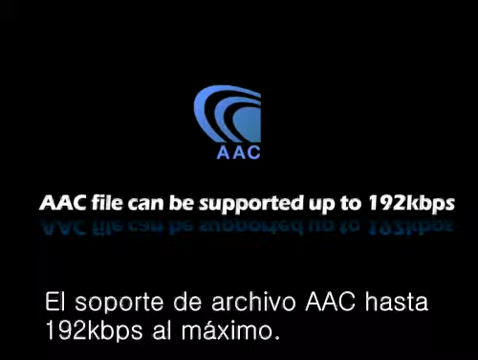 AAC
AAC file can be supported up to 192kbps
El soporte de archivo AAC hasta
192kbps al máximo.